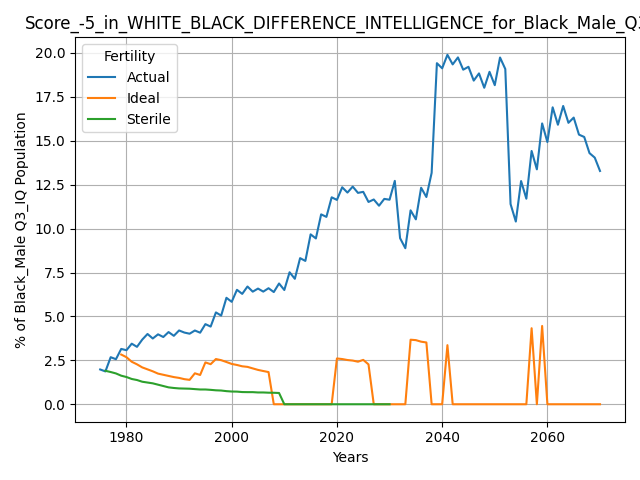 Score_-5_in_WHITE_BLACK_DIFFERENCE_INTELLIGENCE_for_Black_Male_Q3
Fertility
Actual
Ideal
Sterile
20.0
17.5
15.0
12.5
10.0
7.5
5.0
2.5
0.0
% of Black_Male Q3_IQ Population
1980
2000
2020
2040
2060
Years